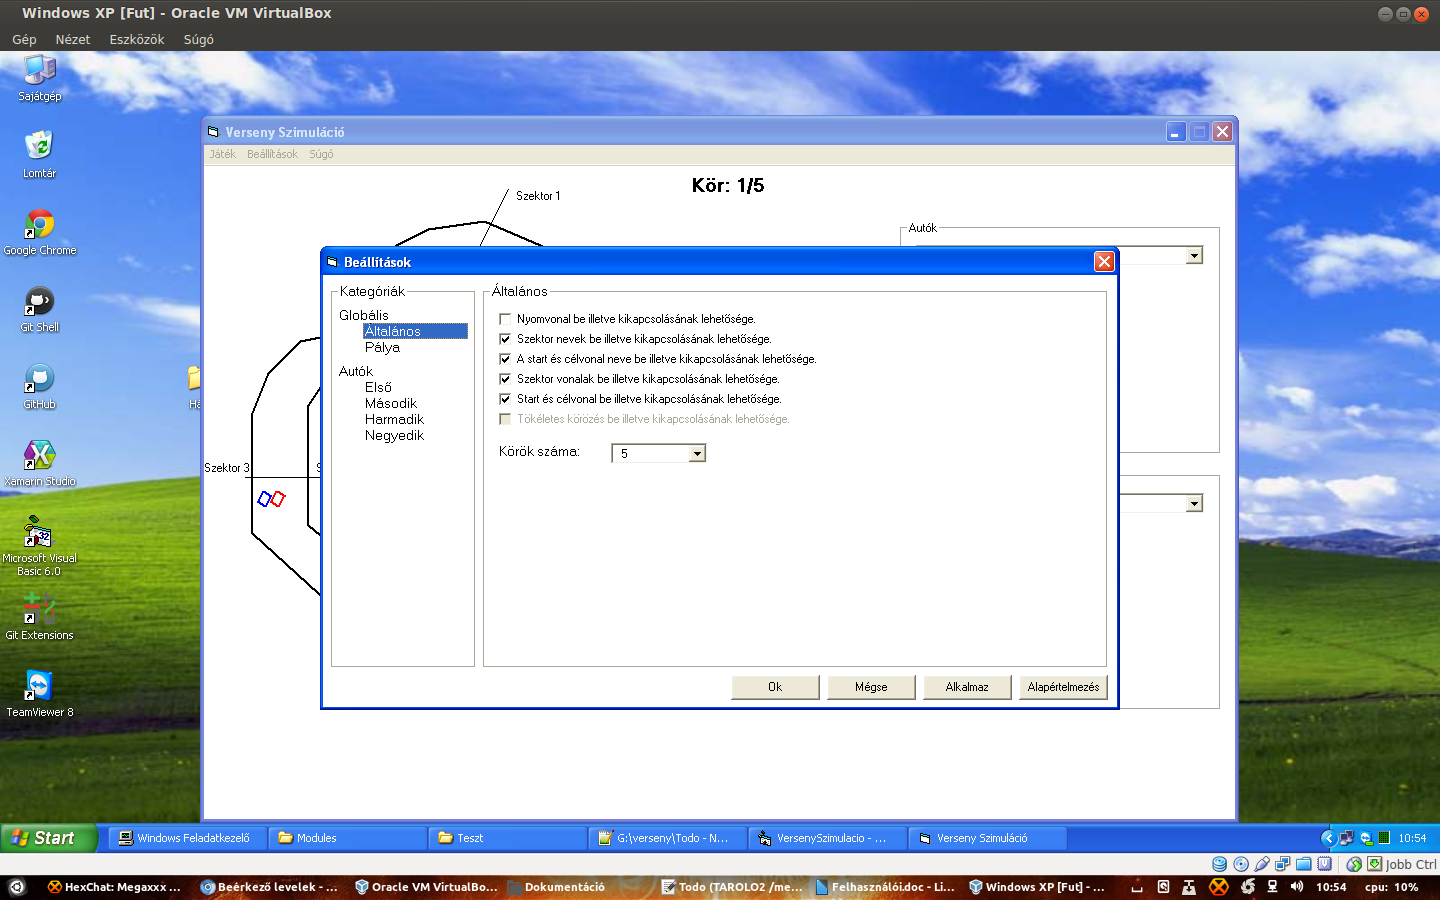 Windows XP [Fut] - Oracle VM VirtualBox
Gép Nézet Eszközök Súgó
Sajátgép
Lomtár
Google Chrome
Git Shell
GitHub
Xamarin Studio
Microsoft Visual
Basic 6.0
Git Extensions
TeamViewer 8
Verseny Szimuláció
Játék Beállítások Súgó
Kör: 1/5
Szektor 1
Autók
Szektor 3
Beállítások
Kategóriák
Globális
Általános
Pálya
Autók
Első
Második
Harmadik
Negyedik
Általános
Nyomvonal be illetve kikapcsolásának lehetősége.
Szektor nevek be illetve kikapcsolásának lehetősége.
A start és célvonal neve be illetve kikapcsolásának lehetősége.
Szektor vonalak be illetve kikapcsolásának lehetősége.
Start és célvonal be illetve kikapcsolásának lehetősége.
Tökéletes körözés be illetve kikapcsolásának lehetősége.
Körök száma: 5
Ok Mégse Alkalmaz Alapértelmezés
Start Windows Feladatkezelő Modules Teszt G:\verseny\Todo - N... VersenySzimulacio - ... Verseny Szimuláció 10:54
Jobb Ctrl
HexChat: Megaxxx ... Beérkező levelek - ... Oracle VM VirtualBo... Dokumentáció Todo (TAROLO2 /me... Felhasználói.doc - Li... Windows XP [Fut] - ... 10:54 cpu: 10%